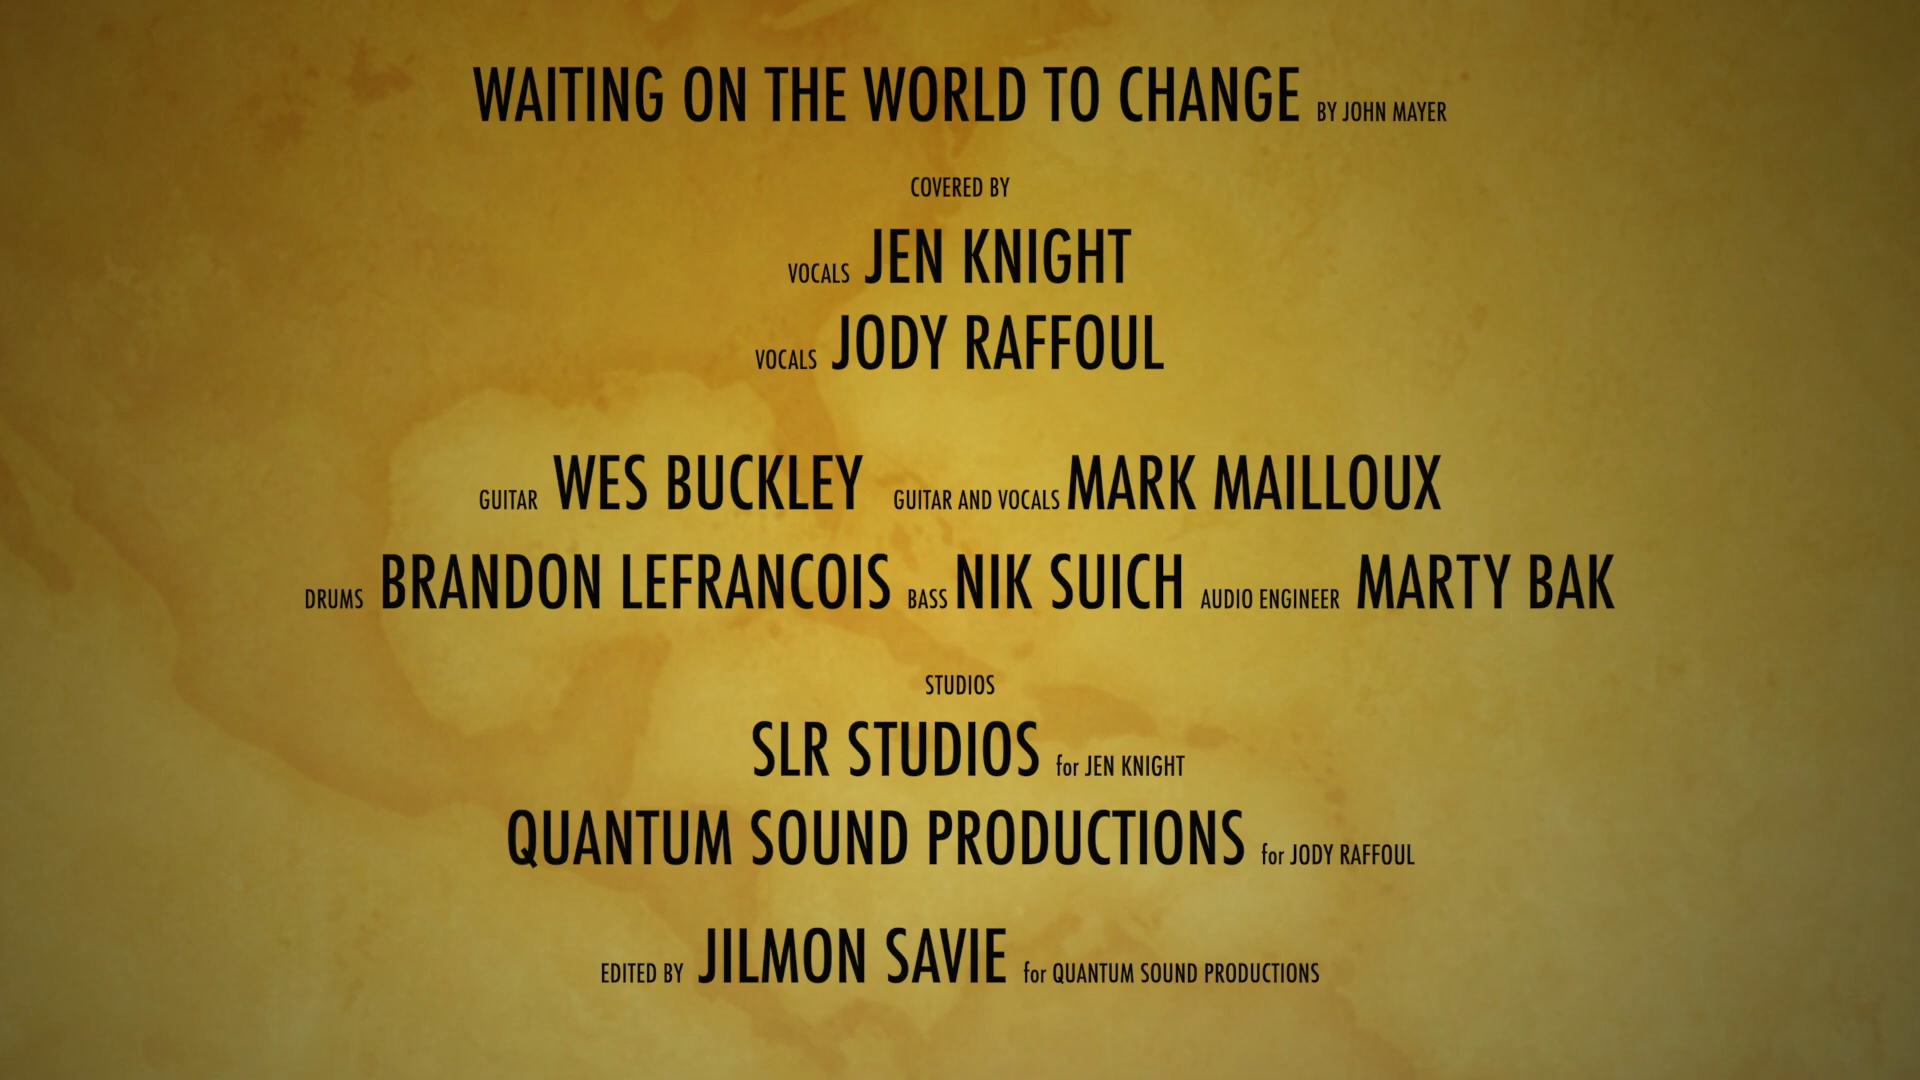 WAITING ON THE WORLD TO CHANGE BY JOHN MAYER
COVERED BY
VOCALS JEN KNIGHT
VOCALS JODY RAFFOUL
GUITAR WES BUCKLEY GUITAR AND VOCALS MARK MAILLOUX
DRUMS BRANDON LEFRANCOIS BASS NIK SUICH AUDIO ENGINEER MARTY BAK
STUDIOS
SLR STUDIOS for JEN KNIGHT
QUANTUM SOUND PRODUCTIONS for JODY RAFFOUL
EDITED BY JILMON SAVIE for QUANTUM SOUND PRODUCTIONS